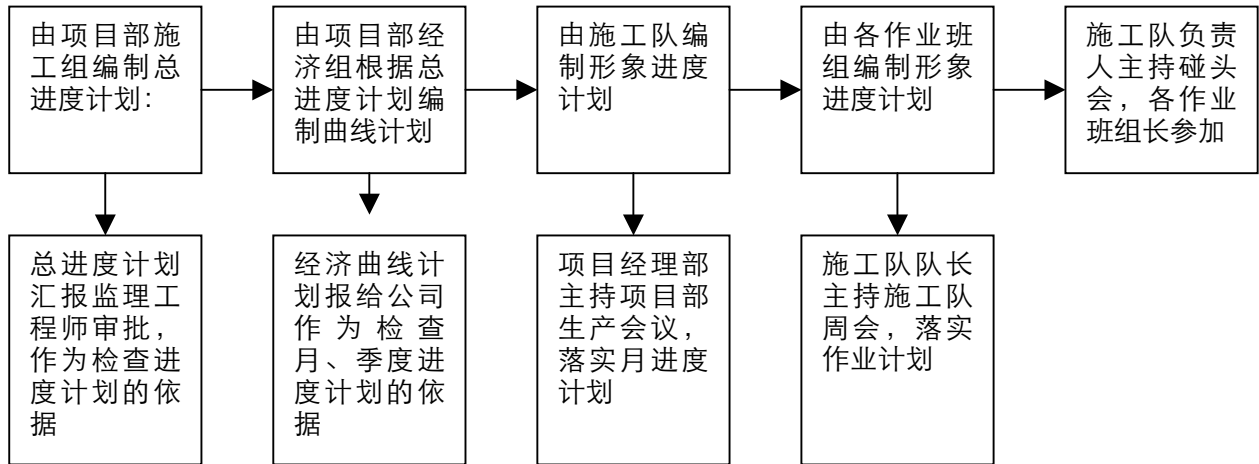 由项目部施
工组编制总
进度计划：
由项目部经
济组根据总
进度计划编
制曲线计划
由施工队编
制形象进度
计划
由各作业班
组编制形象
进度计划
施工队负责
人主持碰头
会，各作业
班组长参加
总进度计划
汇报监理工
程师审批，
作为检查进
度计划的依
据
经济曲线计
划报给公司
作为检查
月、季度进
度计划的依
据
项目经理部
主持项目部
生产会议，
落实月进度
计划
施工队队长
主持施工队
周会，落实
作业计划